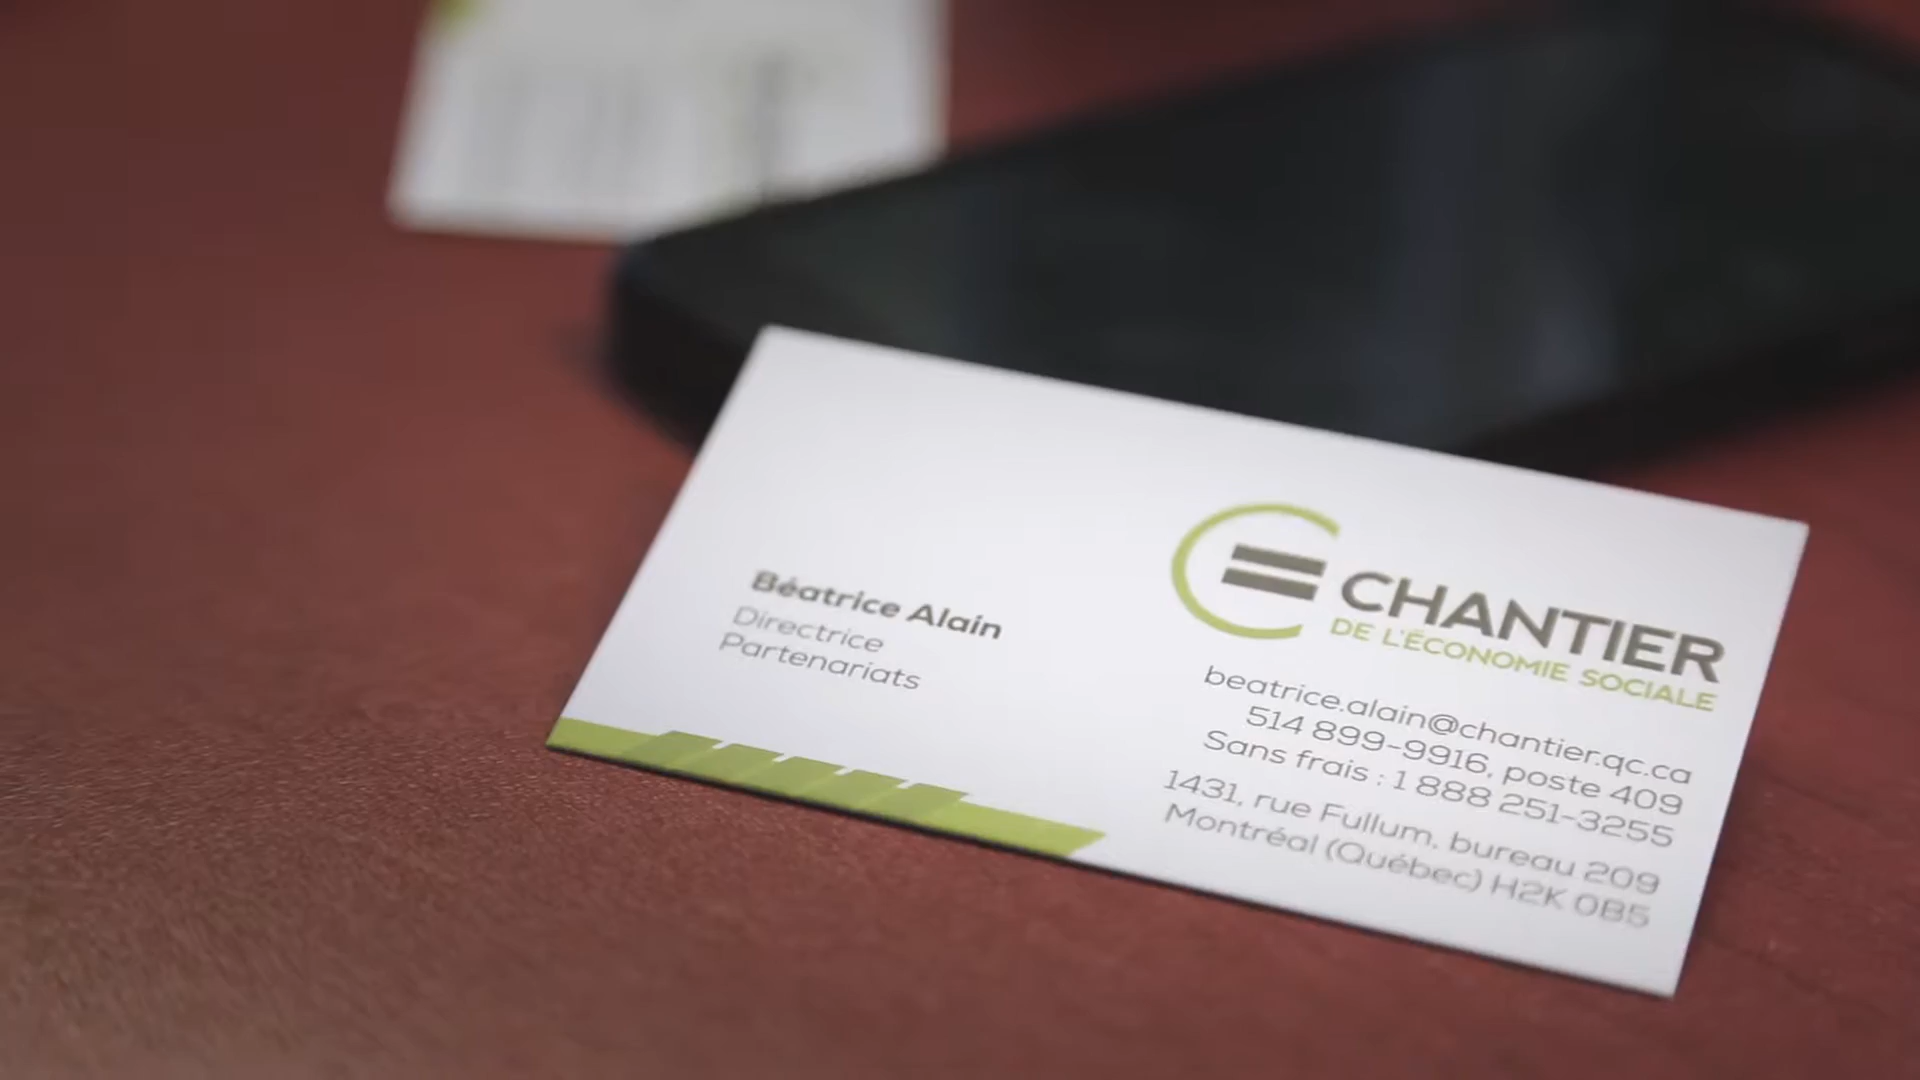 Béatrice Alain
Directrice
Partenariats
CHANTIER
DE L'ÉCONOMIE SOCIALE
beatrice.alain@chantier.qc.ca
514 899-9916, poste 409
Sans frais : 1 888 251-3255
1431, rue Fullum, bureau 209
Montréal (Québec) H2K 0B5